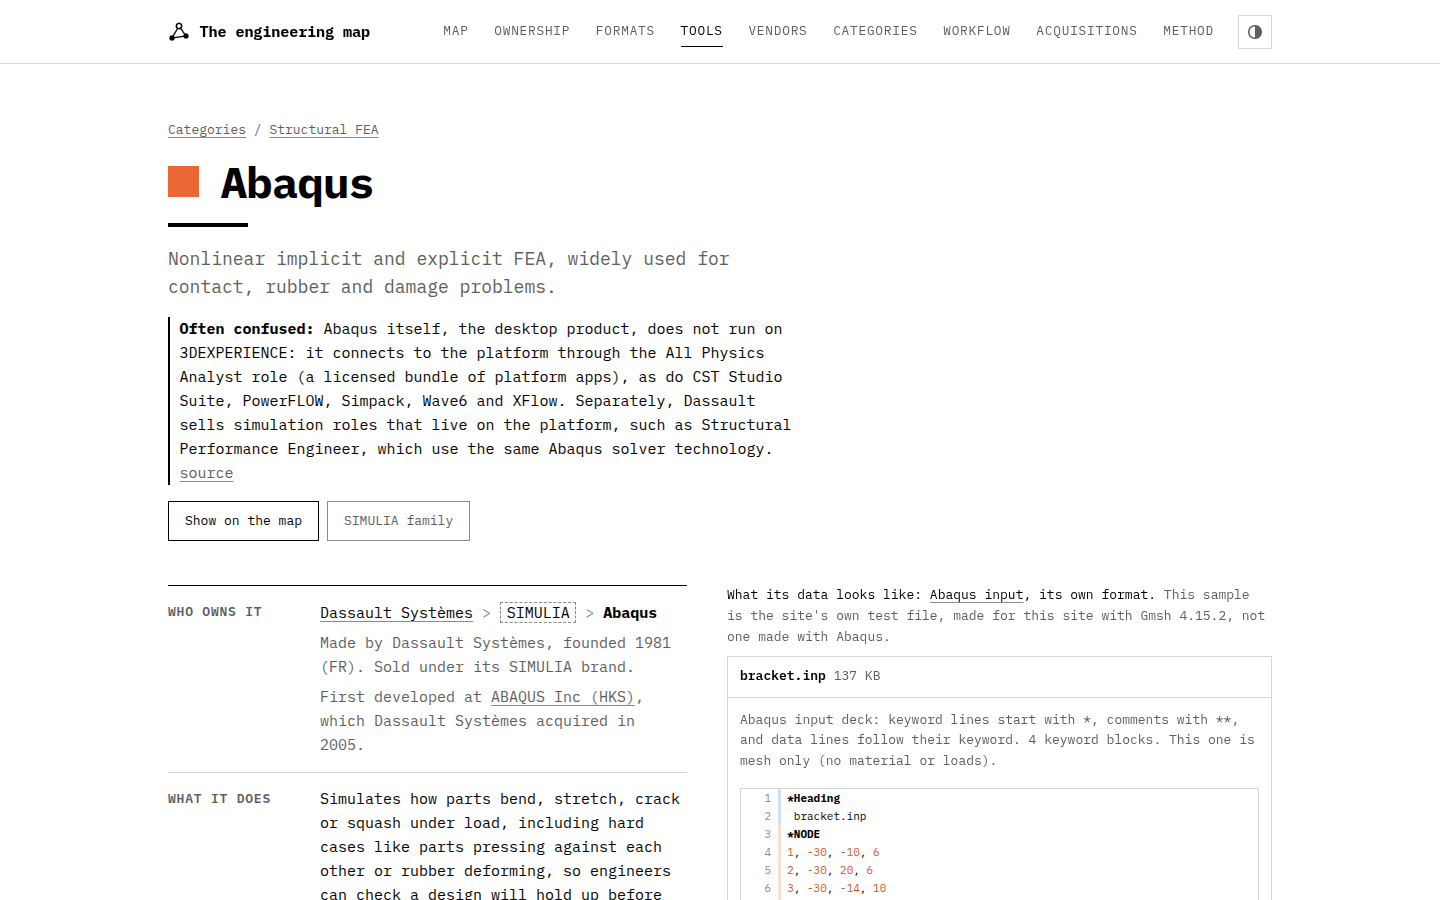 The engineering map
MAP OWNERSHIP FORMATS TOOLS VENDORS CATEGORIES WORKFLOW ACQUISITIONS METHOD
Categories / Structural FEA
Abaqus
Nonlinear implicit and explicit FEA, widely used for
contact, rubber and damage problems.
Often confused: Abaqus itself, the desktop product, does not run on
3DEXPERIENCE: it connects to the platform through the All Physics
Analyst role (a licensed bundle of platform apps), as do CST Studio
Suite, PowerFLOW, Simpack, Wave6 and XFlow. Separately, Dassault
sells simulation roles that live on the platform, such as Structural
Performance Engineer, which use the same Abaqus solver technology.
source
Show on the map
SIMULIA family
WHO OWNS IT
Dassault Systèmes > SIMULIA > Abaqus
Made by Dassault Systèmes, founded 1981
(FR). Sold under its SIMULIA brand.
First developed at ABAQUS Inc (HKS),
which Dassault Systèmes acquired in
2005.
WHAT IT DOES
Simulates how parts bend, stretch, crack
or squash under load, including hard
cases like parts pressing against each
other or rubber deforming, so engineers
can check a design will hold up before
What its data looks like: Abaqus input, its own format. This sample
is the site's own test file, made for this site with Gmsh 4.15.2, not
one made with Abaqus.
bracket.inp 137 KB
Abaqus input deck: keyword lines start with *, comments with **,
and data lines follow their keyword. 4 keyword blocks. This one is
mesh only (no material or loads).
1 *Heading
2 bracket.inp
3 *NODE
4 1, -30, -10, 6
5 2, -30, 20, 6
6 3, -30, -14, 10